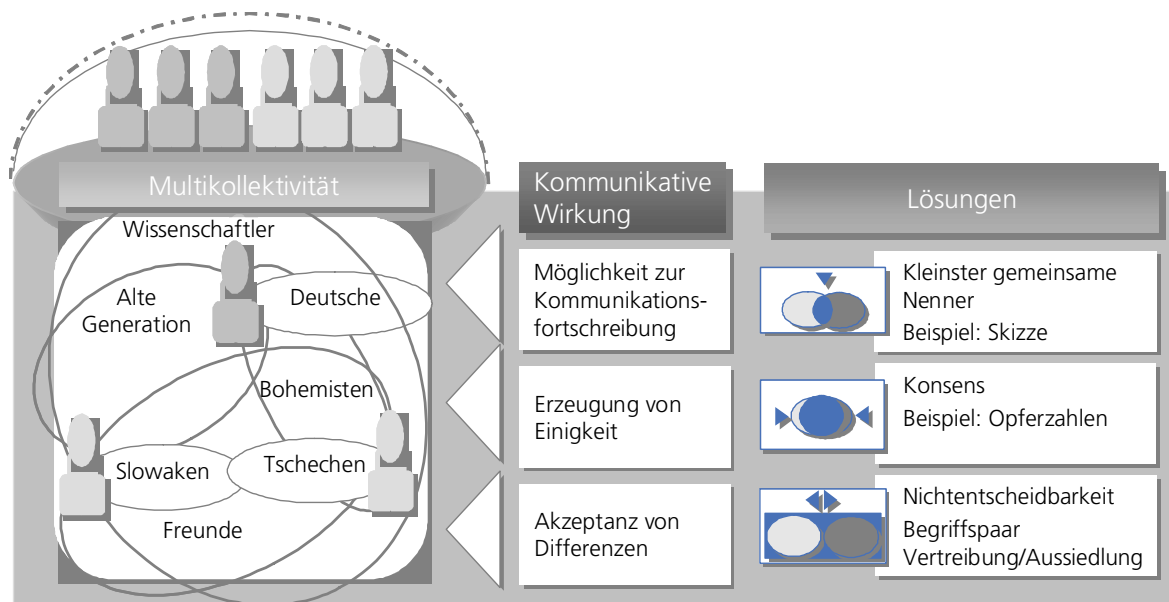 Multikollektivität
Wissenschaftler
Alte
Generation
Deutsche
Bohemisten
Slowaken
Tschechen
Freunde
Kommunikative
Wirkung
Möglichkeit zur
Kommunikations-
fortschreibung
Erzeugung von
Einigkeit
Akzeptanz von
Differenzen
Lösungen
Kleinster gemeinsame
Nenner
Beispiel: Skizze
Konsens
Beispiel: Opferzahlen
Nichtentscheidbarkeit
Begriffspaar
Vertreibung/Aussiedlung